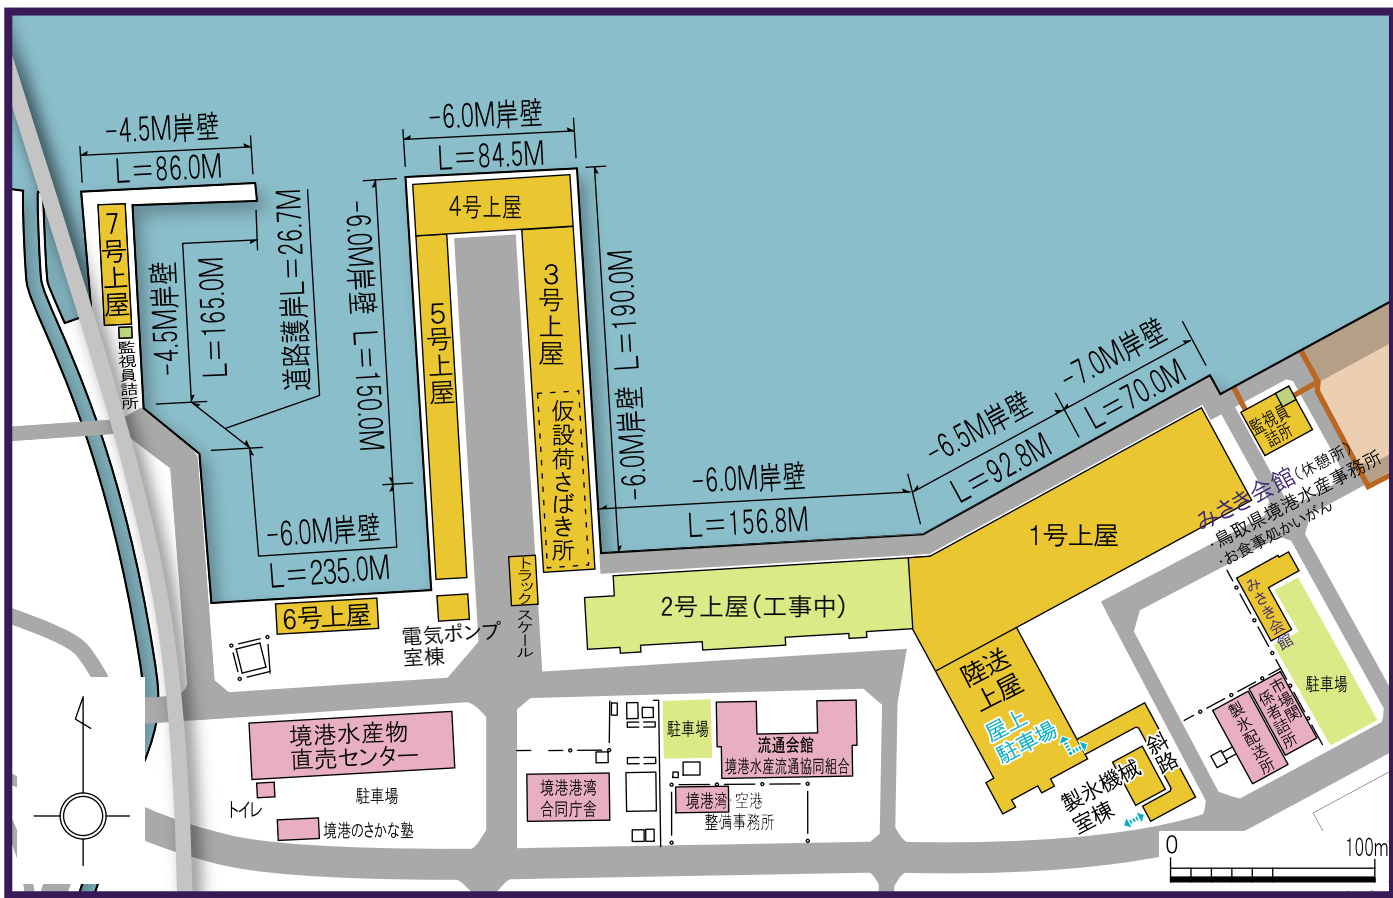 -4.5M岸壁
L=86.0M
-6.0M岸壁
L=84.5M
7号上屋
監視員詰所
-4.5M岸壁
L=165.0M
道路護岸L=26.7M
-6.0M岸壁 L=150.0M
4号上屋
5号上屋
3号上屋
仮設荷さばき所
-6.0M岸壁 L=190.0M
-6.0M岸壁
L=235.0M
-6.0M岸壁
L=156.8M
-6.5M岸壁
L=92.8M
-7.0M岸壁
L=70.0M
監視員
詰所
みさき会館(休憩所)
・鳥取県境港水産事務所
・お食事処かいがん
1号上屋
2号上屋(工事中)
トラックスケール
6号上屋
電気ポンプ
室棟
陸送
上屋
屋上
駐車場
斜路
製氷機械
室棟
みさき会館
駐車場
市場関
係者詰所
製氷配送所
境港水産物
直売センター
トイレ
駐車場
境港のさかな塾
境港港湾
合同庁舎
駐車場
流通会館
境港水産流通協同組合
境港湾・空港
整備事務所
0
100m